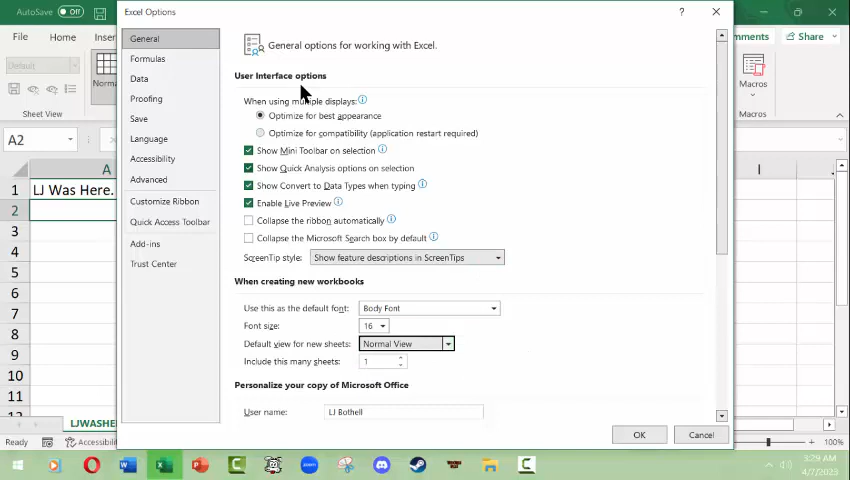 AutoSave Off
Excel Options
?
File Home Inser
mments Share
Default
Norma
Sheet View
Macros
Macros
A2
A
I
1 LJ Was Here.
2
3
4
5
6
7
8
9
10
11
General
Formulas
Data
Proofing
Save
Language
Accessibility
Advanced
Customize Ribbon
Quick Access Toolbar
Add-ins
Trust Center
General options for working with Excel.
User Interface options
When using multiple displays:
Optimize for best appearance
Optimize for compatibility (application restart required)
Show Mini Toolbar on selection
Show Quick Analysis options on selection
Show Convert to Data Types when typing
Enable Live Preview
Collapse the ribbon automatically
Collapse the Microsoft Search box by default
ScreenTip style: Show feature descriptions in ScreenTips
When creating new workbooks
Use this as the default font: Body Font
Font size: 16
Default view for new sheets: Normal View
Include this many sheets: 1
Personalize your copy of Microsoft Office
User name: LJ Bothell
OK Cancel
LJWASHE
Ready Accessibili
100%
3:29 AM
4/7/2023